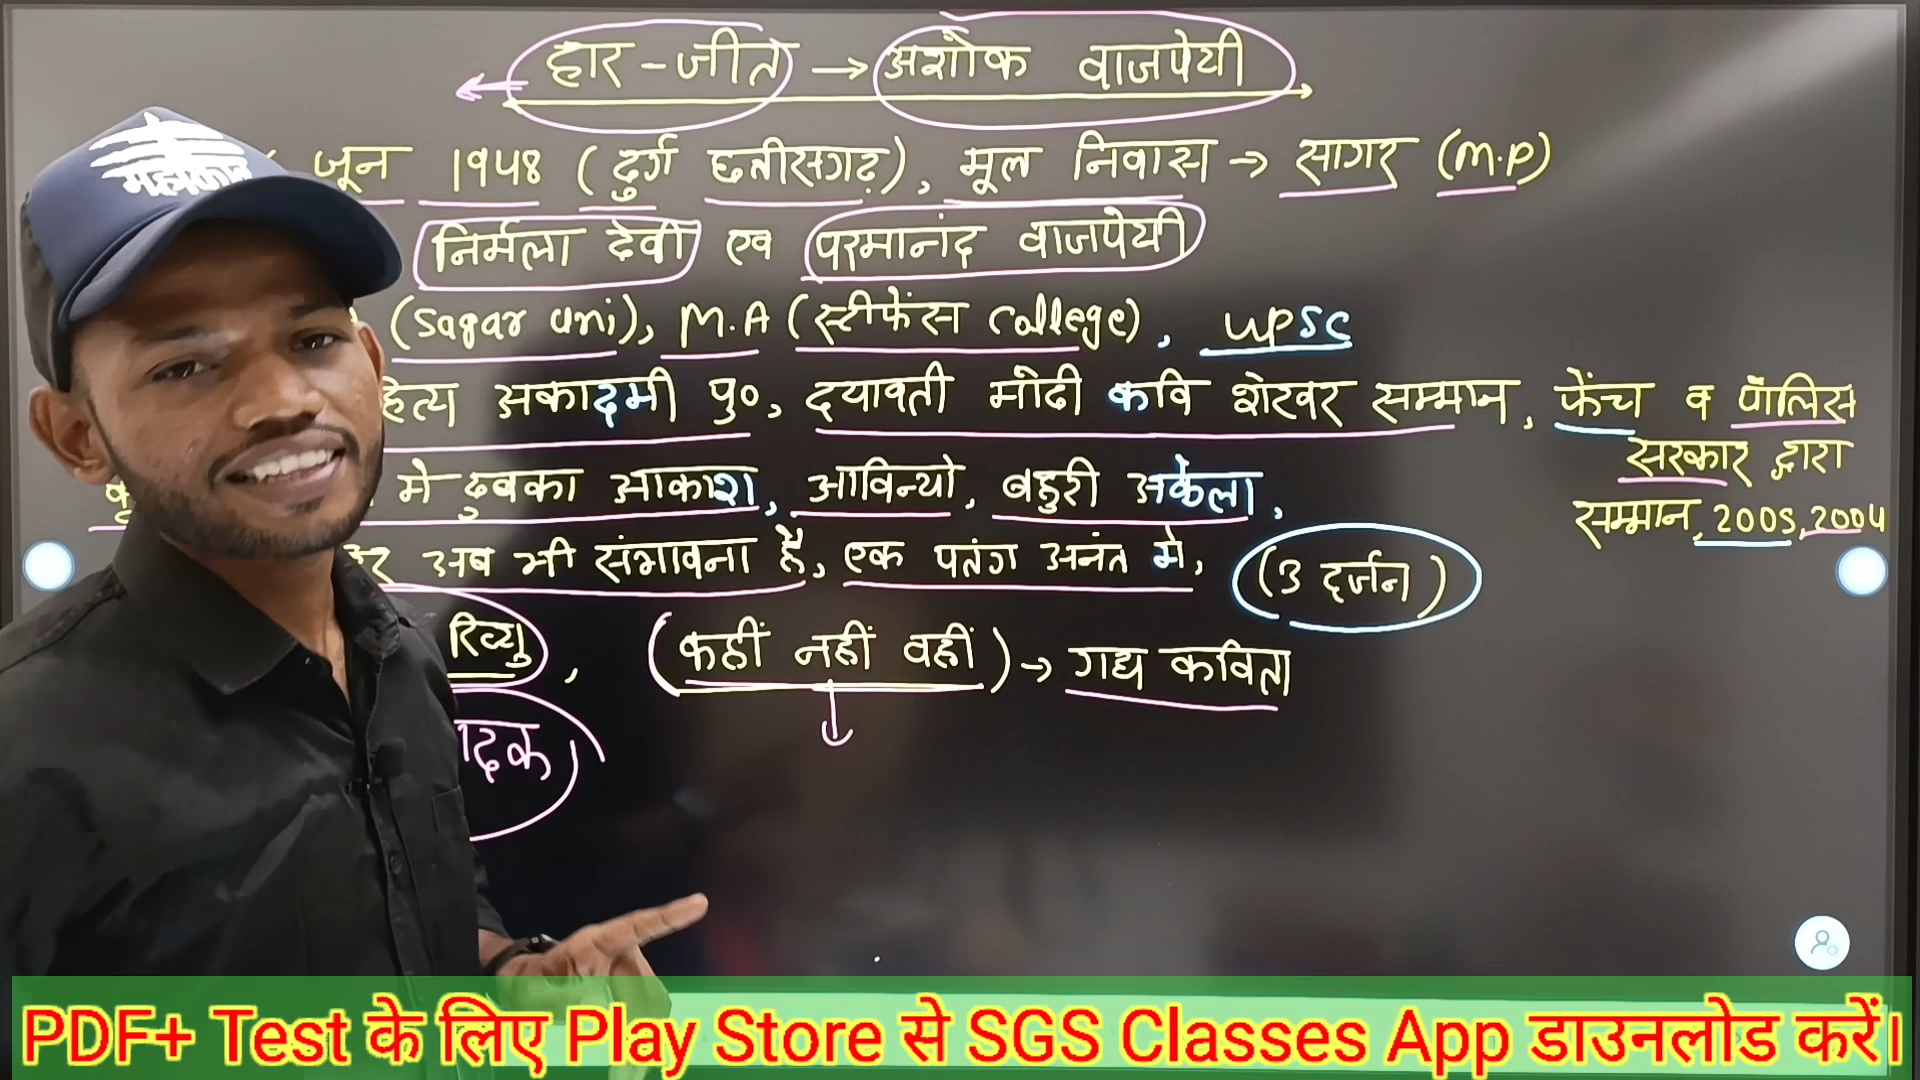 हार-जीत → अशोक वाजपेयी
महाकाल
जून 1948 (दुर्ग छत्तीसगढ़), मूल निवास → सागर (M.P)
निर्मला देवी एव परमानंद वाजपेयी
(Sagar uni), M.A (स्टीफेंस College), UPSC
अकादमी पु०, दयावती मोदी कवि शेखर सम्मान, फेंच व पॉलिस
सरकार द्वारा
सम्मान, 2005, 2004
मे दुबका आकाश, आविन्यो, बहुरी अकेला,
अब भी संभावना है, एक पतंग अनंत मे, (3 दर्जन)
रिव्यु, (कहीं नहीं वहीं) → गद्य कविता
PDF+ Test के लिए Play Store से SGS Classes App डाउनलोड करें।